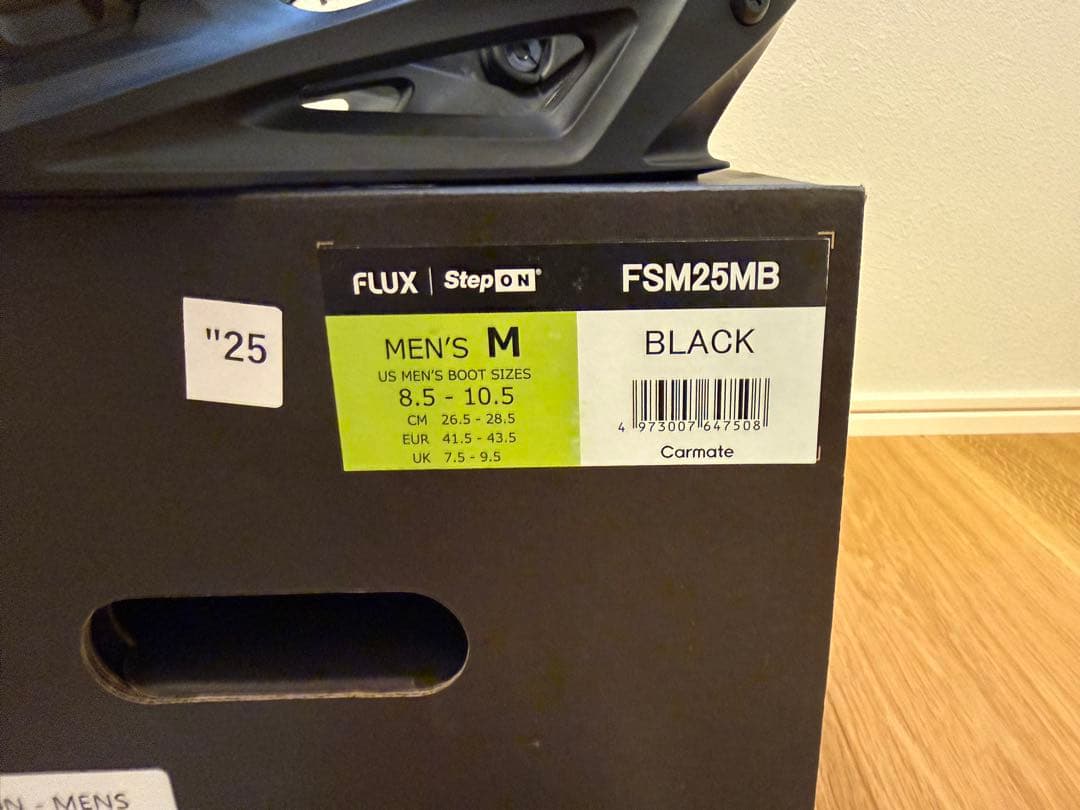 FLUX | StepON®
FSM25MB
"25
MEN'S M
US MEN'S BOOT SIZES
8.5 - 10.5
CM 26.5 - 28.5
EUR 41.5 - 43.5
UK 7.5 - 9.5
BLACK
4 973007 647508
Carmate
N - MENS